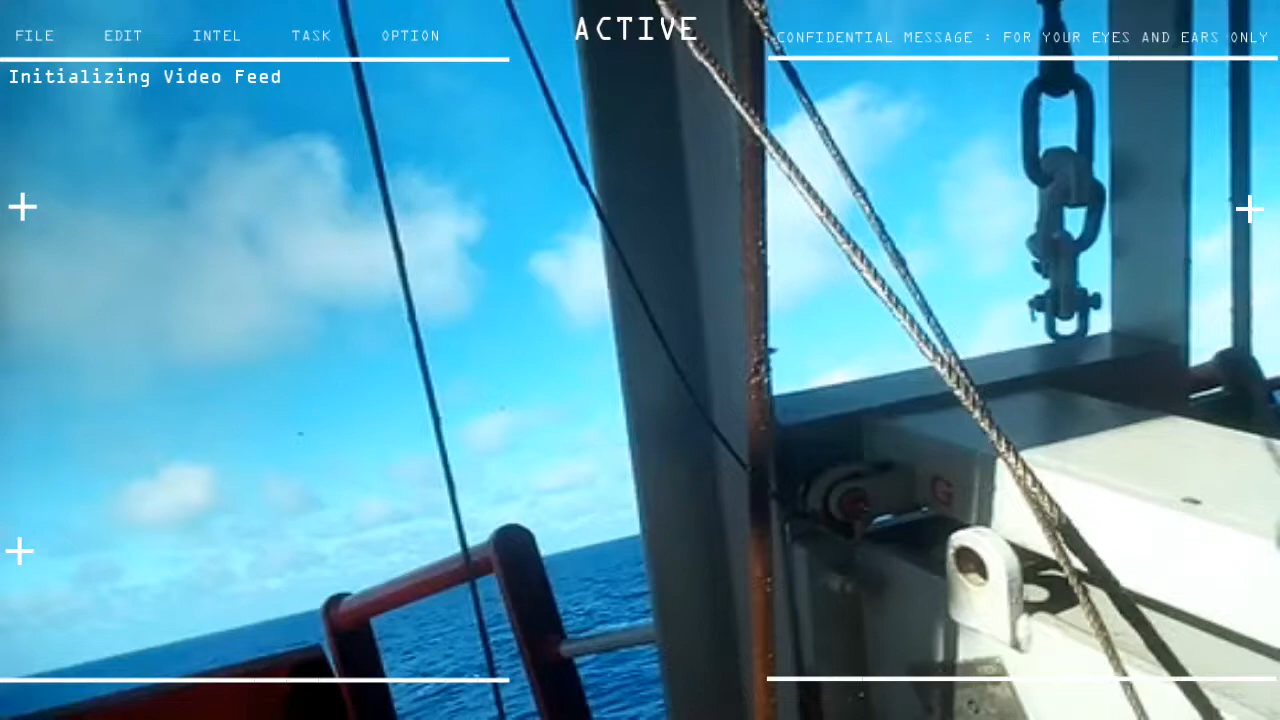 FILE EDIT INTEL TASK OPTION
ACTIVE
CONFIDENTIAL MESSAGE : FOR YOUR EYES AND EARS ONLY
Initializing Video Feed
G